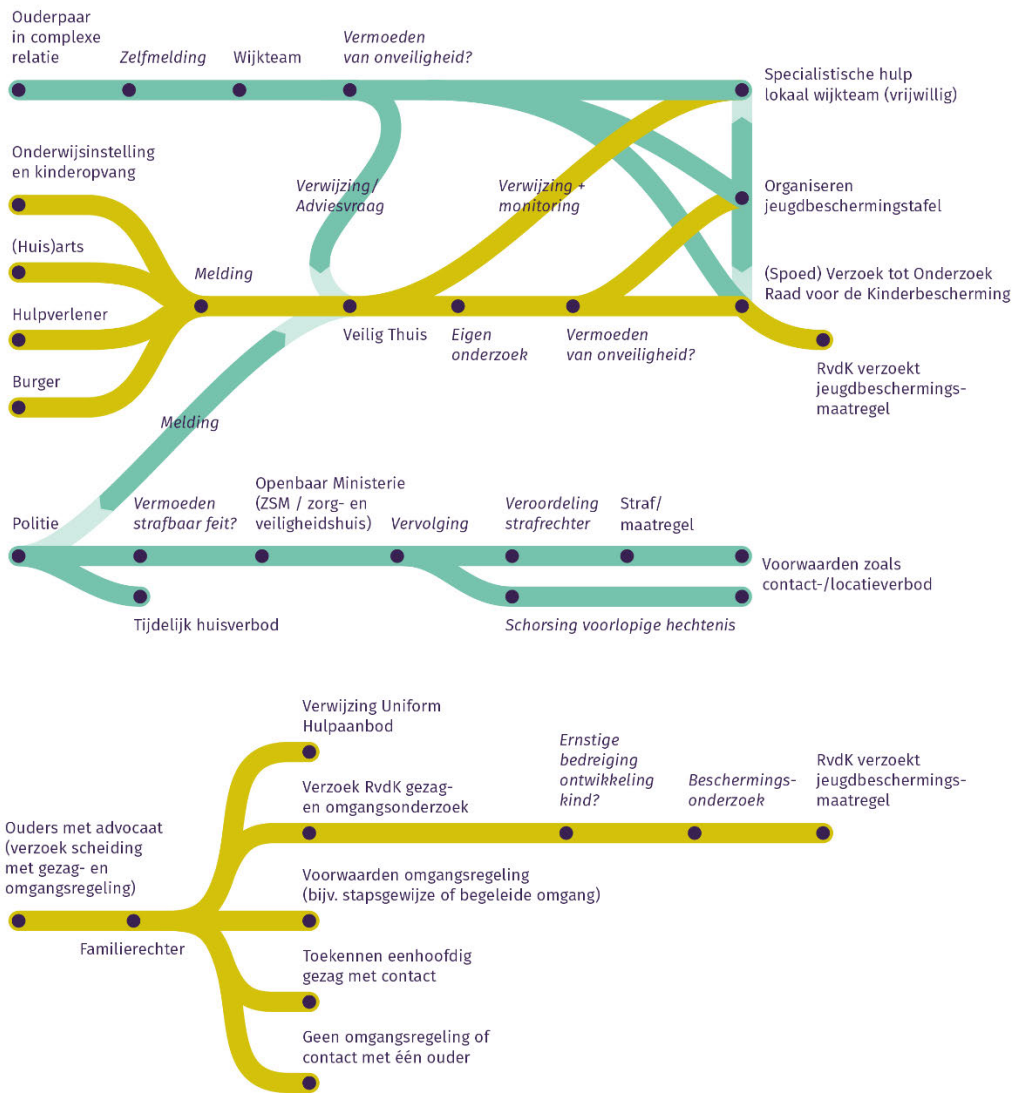 Ouderpaar
in complexe
relatie
Zelfmelding
Wijkteam
Vermoeden
van onveiligheid?
Specialistische hulp
lokaal wijkteam (vrijwillig)
Onderwijsinstelling
en kinderopvang
Verwijzing/
Adviesvraag
Verwijzing +
monitoring
Organiseren
jeugdbeschermingstafel
(Huis)arts
Melding
(Spoed) Verzoek tot Onderzoek
Raad voor de Kinderbescherming
Hulpverlener
Veilig Thuis
Eigen
onderzoek
Vermoeden
van onveiligheid?
Burger
RvdK verzoekt
jeugdbeschermings-
maatregel
Melding
Politie
Vermoeden
strafbaar feit?
Openbaar Ministerie
(ZSM / zorg- en
veiligheidshuis)
Vervolging
Veroordeling
strafrechter
Straf/
maatregel
Voorwaarden zoals
contact-/locatieverbod
Tijdelijk huisverbod
Schorsing voorlopige hechtenis
Verwijzing Uniform
Hulpaanbod
Verzoek RvdK gezag-
en omgangsonderzoek
Ernstige
bedreiging
ontwikkeling
kind?
Beschermings-
onderzoek
RvdK verzoekt
jeugdbeschermings-
maatregel
Ouders met advocaat
(verzoek scheiding
met gezag- en
omgangsregeling)
Familierechter
Voorwaarden omgangsregeling
(bijv. stapsgewijze of begeleide omgang)
Toekennen eenhoofdig
gezag met contact
Geen omgangsregeling of
contact met één ouder